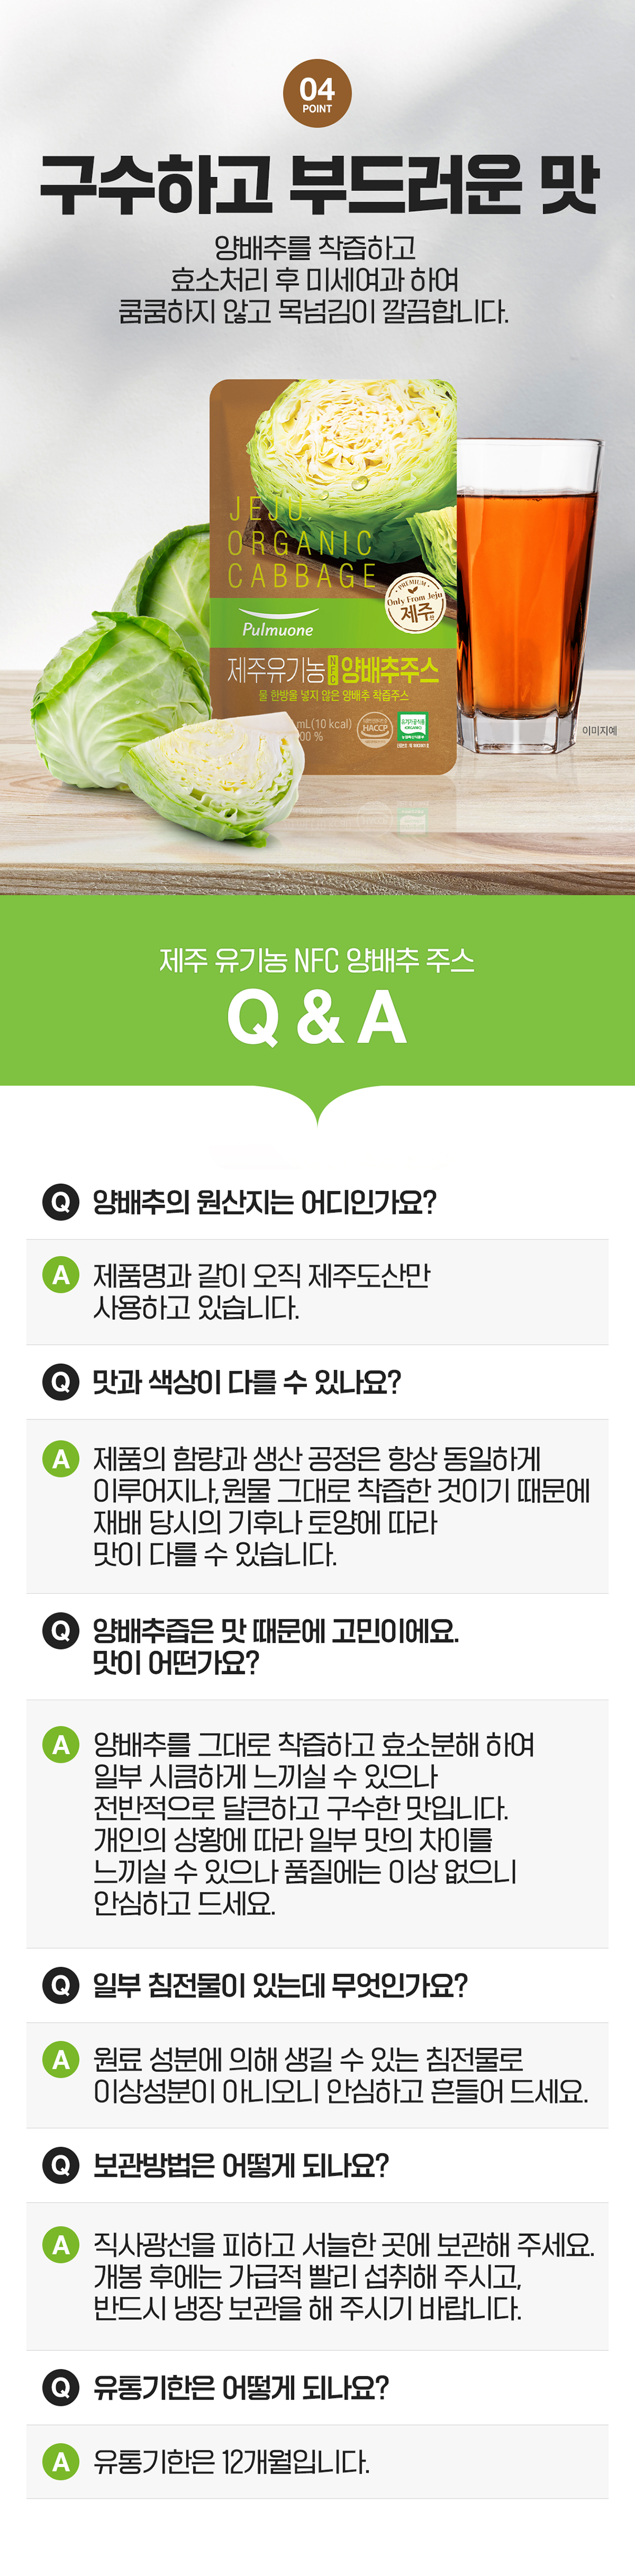 04
POINT
구수하고 부드러운 맛
양배추를 착즙하고
효소처리 후 미세여과 하여
쿰쿰하지 않고 목넘김이 깔끔합니다.
JEJU
ORGANIC
CABBAGE
PREMIUM
Only From Jeju
제주산
Pulmuone
제주유기농 NFC 양배추주스
물 한방울 넣지 않은 양배추 착즙주스
mL(10 kcal)
00 %
HACCP
유기가공식품
(ORGANIC)
농림축산식품부
이미지예
제주 유기농 NFC 양배추 주스
Q & A
Q 양배추의 원산지는 어디인가요?
A 제품명과 같이 오직 제주도산만
사용하고 있습니다.
Q 맛과 색상이 다를 수 있나요?
A 제품의 함량과 생산 공정은 항상 동일하게
이루어지나, 원물 그대로 착즙한 것이기 때문에
재배 당시의 기후나 토양에 따라
맛이 다를 수 있습니다.
Q 양배추즙은 맛 때문에 고민이에요.
맛이 어떤가요?
A 양배추를 그대로 착즙하고 효소분해 하여
일부 시큼하게 느끼실 수 있으나
전반적으로 달큰하고 구수한 맛입니다.
개인의 상황에 따라 일부 맛의 차이를
느끼실 수 있으나 품질에는 이상 없으니
안심하고 드세요.
Q 일부 침전물이 있는데 무엇인가요?
A 원료 성분에 의해 생길 수 있는 침전물로
이상성분이 아니오니 안심하고 흔들어 드세요.
Q 보관방법은 어떻게 되나요?
A 직사광선을 피하고 서늘한 곳에 보관해 주세요.
개봉 후에는 가급적 빨리 섭취해 주시고,
반드시 냉장 보관을 해 주시기 바랍니다.
Q 유통기한은 어떻게 되나요?
A 유통기한은 12개월입니다.